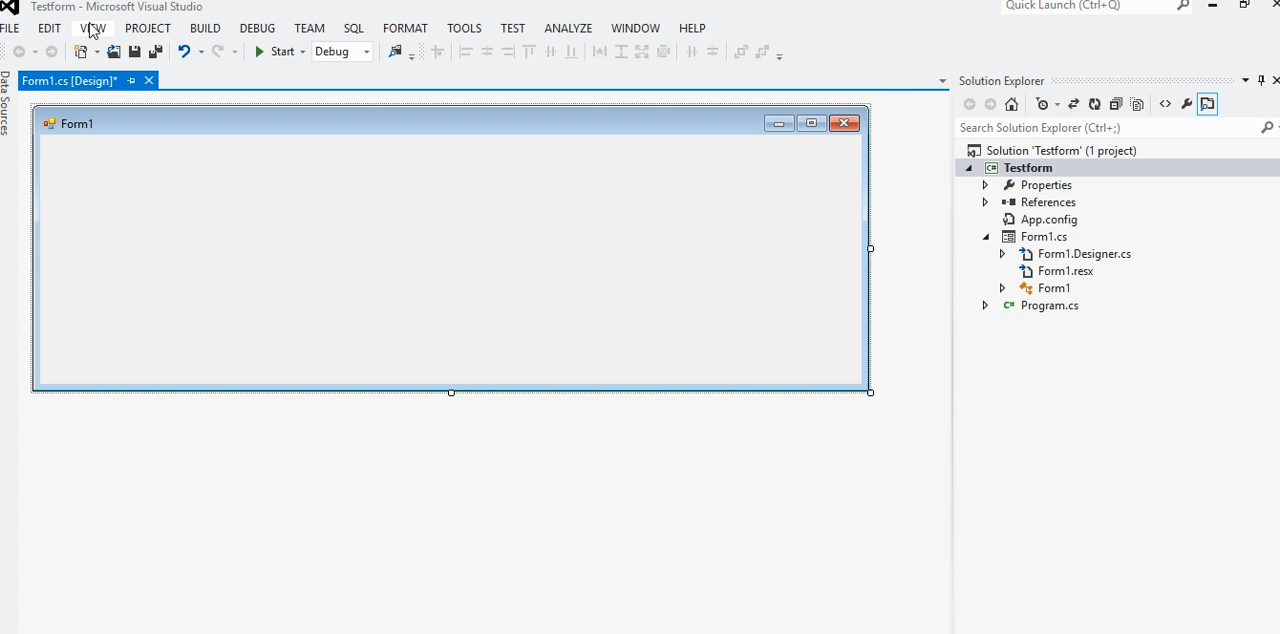 Testform - Microsoft Visual Studio
Quick Launch (Ctrl+Q)
FILE EDIT VIEW PROJECT BUILD DEBUG TEAM SQL FORMAT TOOLS TEST ANALYZE WINDOW HELP
Start Debug
Data Sources
Form1.cs [Design]*
Form1
Solution Explorer
Search Solution Explorer (Ctrl+;)
Solution 'Testform' (1 project)
Testform
Properties
References
App.config
Form1.cs
Form1.Designer.cs
Form1.resx
Form1
Program.cs